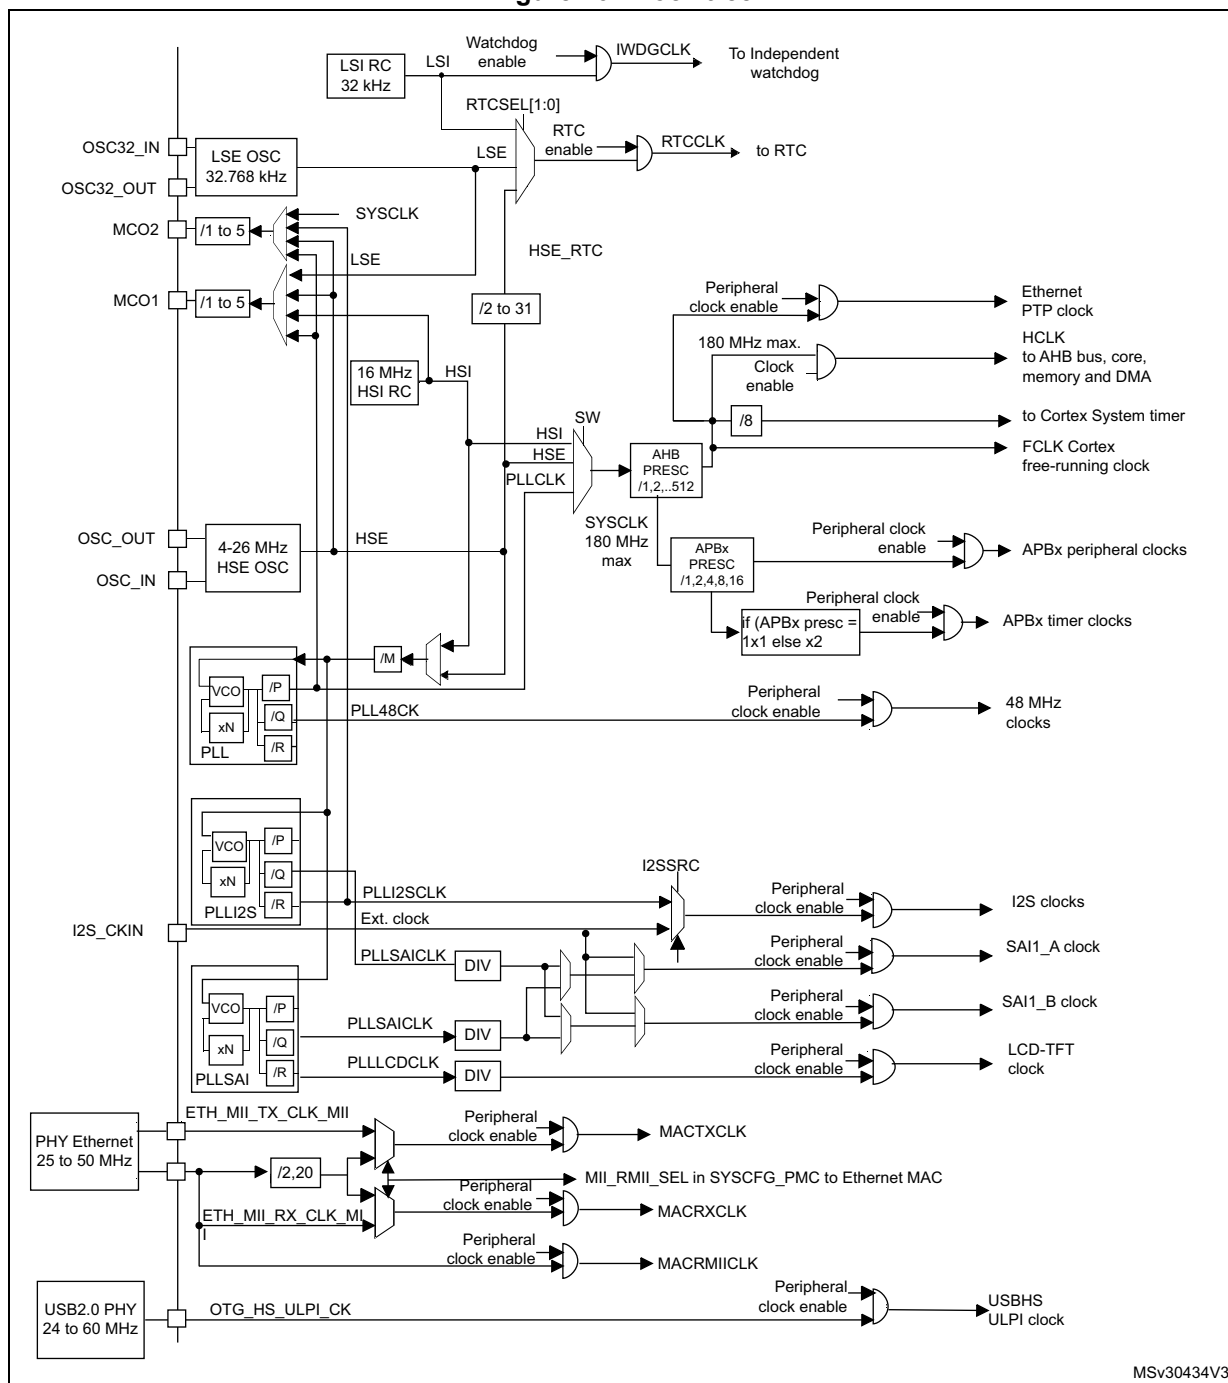 LSI RC
32 kHz
LSI
Watchdog
enable
IWDGCLK
To Independent
watchdog
RTCSEL[1:0]
OSC32_IN
OSC32_OUT
LSE OSC
32.768 kHz
LSE
RTC
enable
RTCCLK
to RTC
MCO2
/1 to 5
SYSCLK
LSE
HSE_RTC
MCO1
/1 to 5
/2 to 31
Peripheral
clock enable
Ethernet
PTP clock
180 MHz max.
Clock
enable
HCLK
to AHB bus, core,
memory and DMA
16 MHz
HSI RC
HSI
/8
to Cortex System timer
SW
HSI
HSE
PLLCLK
AHB
PRESC
/1,2,..512
FCLK Cortex
free-running clock
SYSCLK
180 MHz
max
OSC_OUT
OSC_IN
4-26 MHz
HSE OSC
HSE
APBx
PRESC
/1,2,4,8,16
Peripheral clock
enable
APBx peripheral clocks
if (APBx presc =
1x1 else x2
Peripheral clock
enable
APBx timer clocks
/M
VCO
xN
/P
/Q
/R
PLL
PLL48CK
Peripheral
clock enable
48 MHz
clocks
VCO
xN
/P
/Q
/R
PLLI2S
PLLI2SCLK
I2SSRC
Peripheral
clock enable
I2S clocks
I2S_CKIN
Ext. clock
PLLSAICLK
DIV
Peripheral
clock enable
SAI1_A clock
VCO
xN
/P
/Q
/R
PLLSAI
PLLSAICLK
DIV
Peripheral
clock enable
SAI1_B clock
PLLLCDCLK
DIV
Peripheral
clock enable
LCD-TFT
clock
PHY Ethernet
25 to 50 MHz
ETH_MII_TX_CLK_MII
Peripheral
clock enable
MACTXCLK
/2,20
MII_RMII_SEL in SYSCFG_PMC to Ethernet MAC
ETH_MII_RX_CLK_MI
I
Peripheral
clock enable
MACRXCLK
Peripheral
clock enable
MACRMIICLK
USB2.0 PHY
24 to 60 MHz
OTG_HS_ULPI_CK
Peripheral
clock enable
USBHS
ULPI clock
MSv30434V3